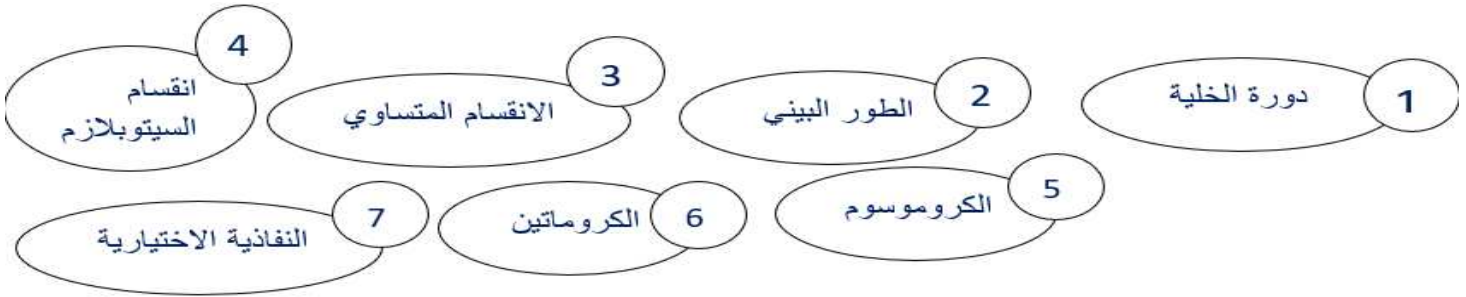 1 دورة الخلية
2 الطور البيني
3 الانقسام المتساوي
4 انقسام
السيتوبلازم
5 الكروموسوم
6 الكروماتين
7 النفاذية الاختيارية